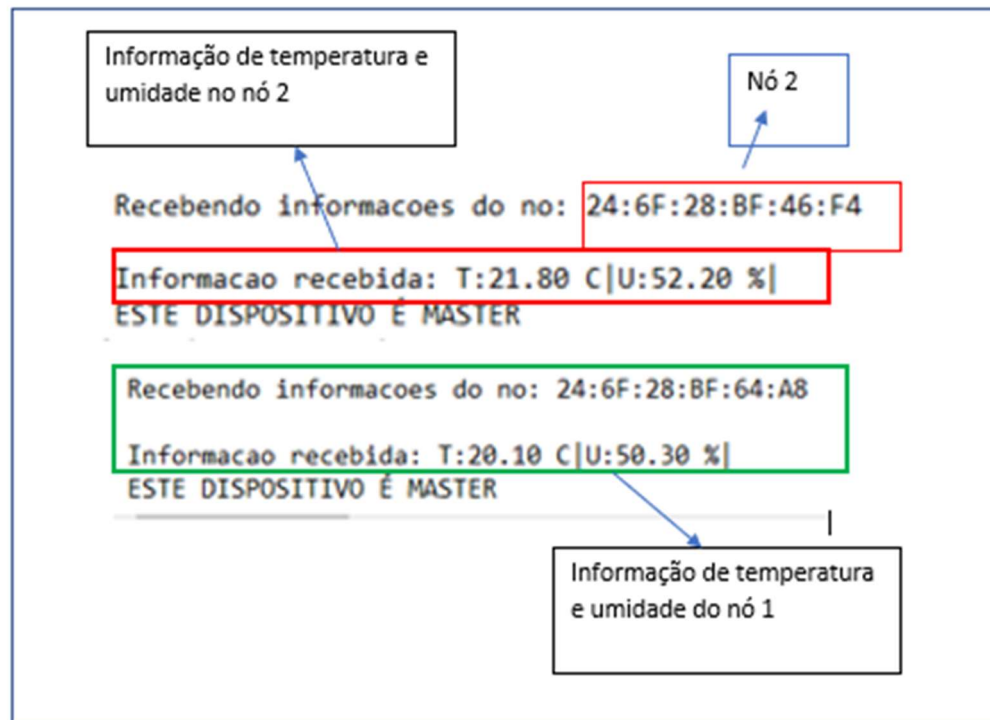 Informação de temperatura e
umidade no nó 2
Nó 2
Recebendo informacoes do no: 24:6F:28:BF:46:F4
Informacao recebida: T:21.80 C|U:52.20 %|
ESTE DISPOSITIVO É MASTER
Recebendo informacoes do no: 24:6F:28:BF:64:A8
Informacao recebida: T:20.10 C|U:50.30 %|
ESTE DISPOSITIVO É MASTER
Informação de temperatura
e umidade do nó 1